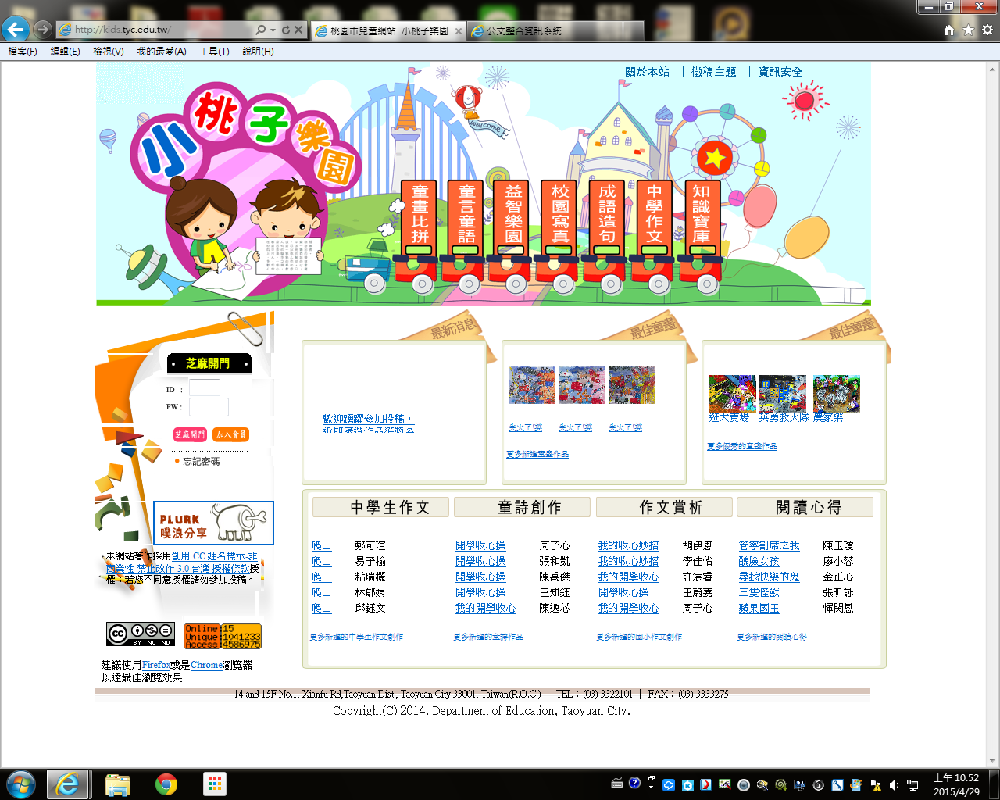 http://kids.tyc.edu.tw/
桃園市兒童網站 小桃子樂園
公文整合資訊系統
檔案(F) 編輯(E) 檢視(V) 我的最愛(A) 工具(T) 說明(H)
關於本站 | 徵稿主題 | 資訊安全
小桃子樂園
welcome
童畫比拼
童言童語
益智樂園
校園寫真
成語造句
中學作文
知識寶庫
芝麻開門
ID :
PW :
芝麻開門 加入會員
忘記密碼
PLURK
噗浪分享
本網站著作採用創用 CC 姓名標示-非
商業性-禁止改作 3.0 台灣 授權條款授
權，若您不同意授權請勿參加投稿。
BY NC ND
Online:15
Unique:1041233
Access:4586975
建議使用Firefox或是Chrome瀏覽器
以達最佳瀏覽效果
最新消息
歡迎踴躍參加投稿，
近期優選作品獲獎名
最佳童畫
失火了!葉 失火了!葉 失火了!葉
更多新進童畫作品
最佳童畫
逛大賣場 英勇救火隊 農家樂
更多優秀的童畫作品
中學生作文 童詩創作 作文賞析 閱讀心得
爬山 鄭可瑄 開學收心操 周子心 我的收心妙招 胡伊恩 管寧割席之我 陳玉瓊
爬山 易子榆 開學收心操 張和凱 我的收心妙招 李佳怡 醜臉女孩 廖小螢
爬山 粘瑞欐 開學收心操 陳禹傑 我的開學收心 許宸睿 尋找快樂的鬼 金正心
爬山 林郁娟 開學收心操 王知鈺 開學收心操 王蔚嘉 三隻怪獸 張昕詠
爬山 邱鈺文 我的開學收心 陳逸芯 我的開學收心 周子心 蘋果國王 惲閔恩
更多新進的中學生作文創作 更多新進的童詩作品 更多新進的國小作文創作 更多新進的閱讀心得
14 and 15F No.1, Xianfu Rd,Taoyuan Dist., Taoyuan City 33001, Taiwan(R.O.C.) | TEL：(03) 3322101 | FAX：(03) 3333275
Copyright(C) 2014. Department of Education, Taoyuan City.
上午 10:52
2015/4/29